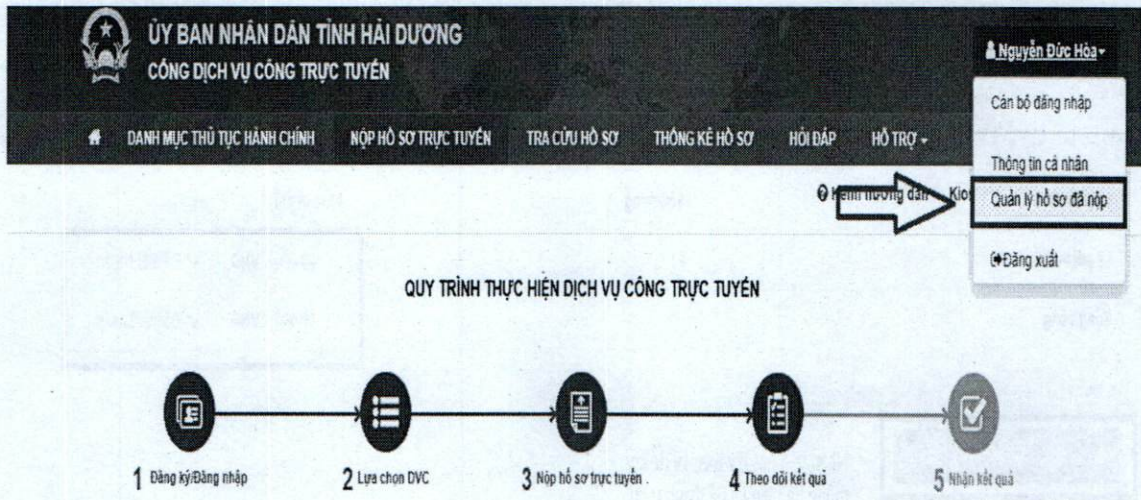 ỦY BAN NHÂN DÂN TỈNH HẢI DƯƠNG
CỔNG DỊCH VỤ CÔNG TRỰC TUYẾN
Nguyễn Đức Hòa
Cán bộ đăng nhập
Thông tin cá nhân
Quản lý hồ sơ đã nộp
Đăng xuất
DANH MỤC THỦ TỤC HÀNH CHÍNH NỘP HỒ SƠ TRỰC TUYẾN TRA CỨU HỒ SƠ THỐNG KÊ HỒ SƠ HỎI ĐÁP HỖ TRỢ
hướng dẫn Kios
QUY TRÌNH THỰC HIỆN DỊCH VỤ CÔNG TRỰC TUYẾN
1 Đăng ký/Đăng nhập
2 Lựa chọn DVC
3 Nộp hồ sơ trực tuyến .
4 Theo dõi kết quả
5 Nhận kết quả